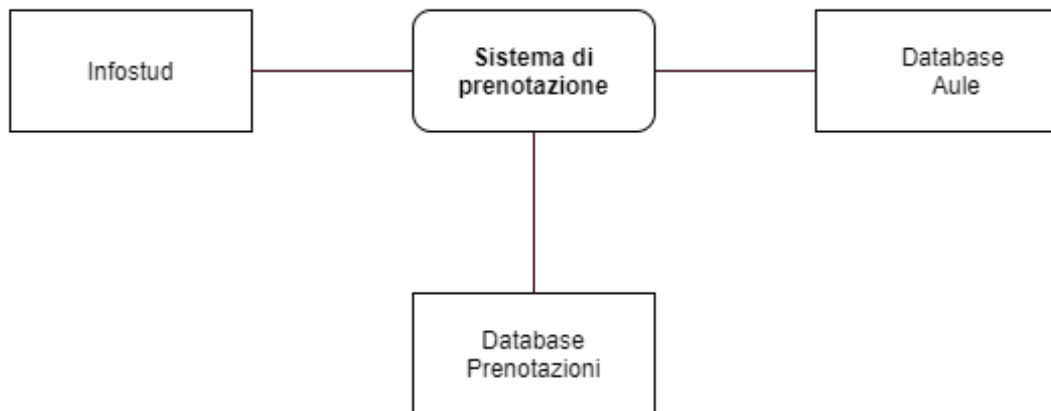 Infostud
Sistema di
prenotazione
Database
Aule
Database
Prenotazioni